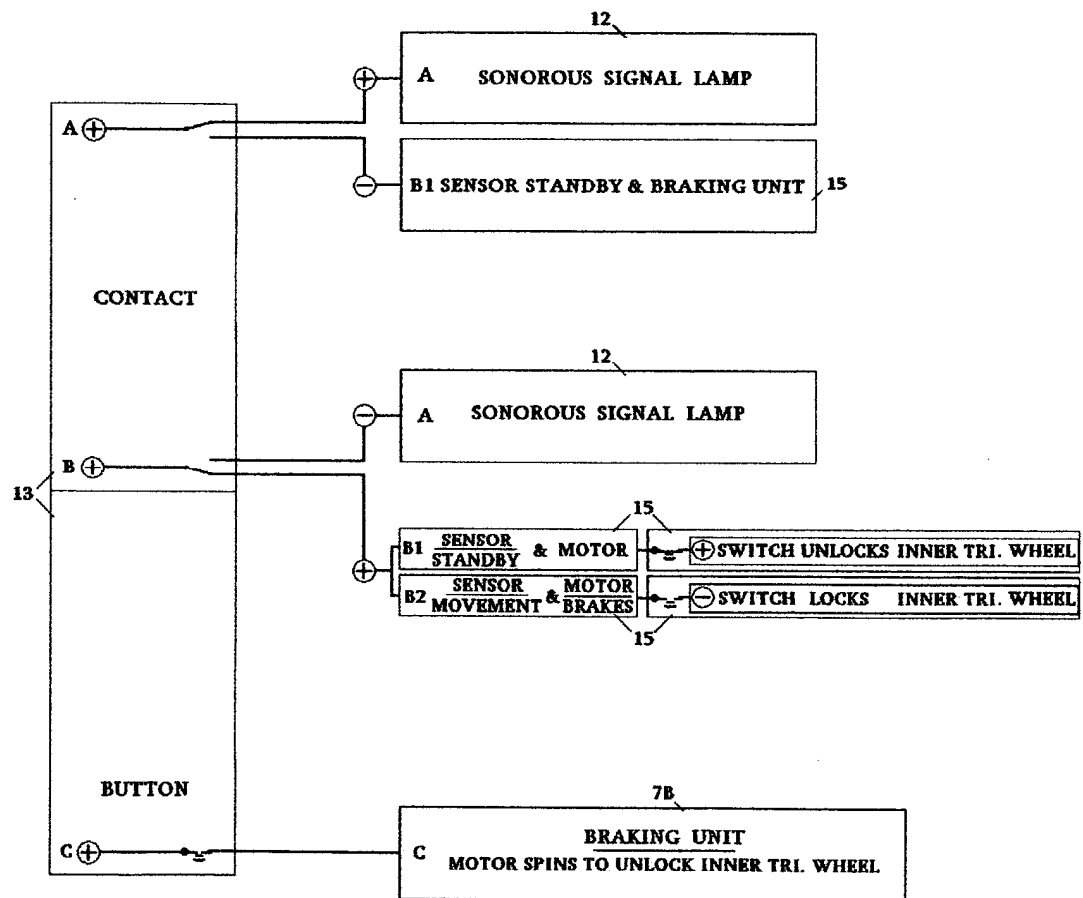 12
A SONOROUS SIGNAL LAMP
A
B1 SENSOR STANDBY & BRAKING UNIT 15
CONTACT
12
A SONOROUS SIGNAL LAMP
B
13
15
B1 SENSOR STANDBY & MOTOR
SWITCH UNLOCKS INNER TRI. WHEEL
B2 SENSOR MOVEMENT & MOTOR BRAKES
SWITCH LOCKS INNER TRI. WHEEL
15
BUTTON
7B
C
C BRAKING UNIT
MOTOR SPINS TO UNLOCK INNER TRI. WHEEL